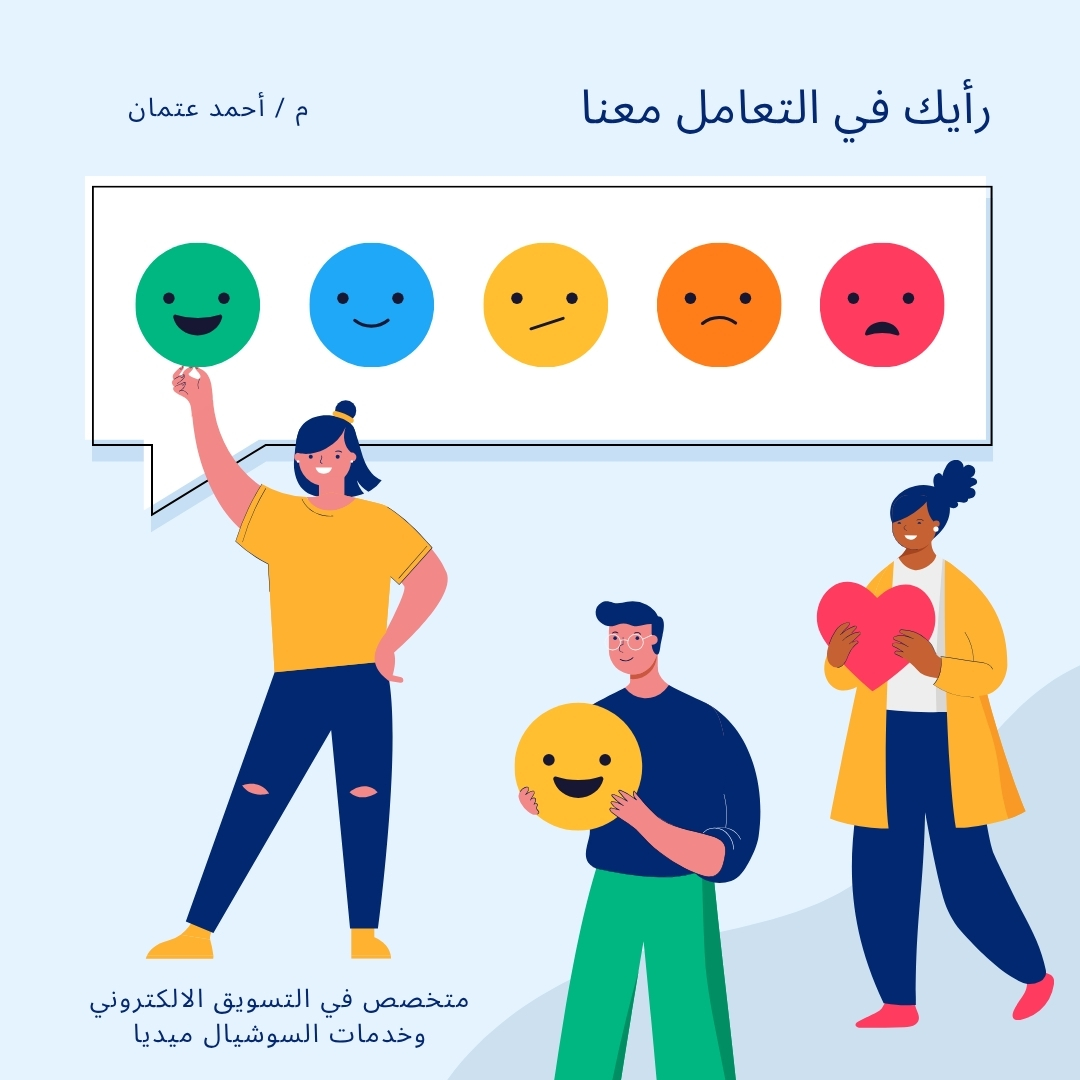 رأيك في التعامل معنا
م / أحمد عتمان
متخصص في التسويق الالكتروني
وخدمات السوشيال ميديا